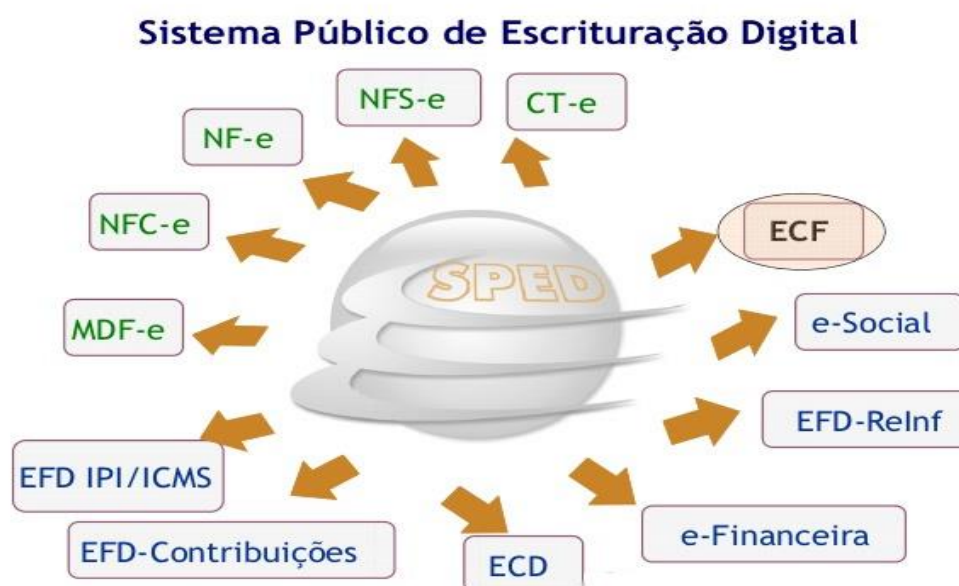 Sistema Público de Escrituração Digital
NFS-e
CT-e
NF-e
NFC-e
ECF
SPED
MDF-e
e-Social
EFD-ReInf
EFD IPI/ICMS
e-Financeira
EFD-Contribuições
ECD